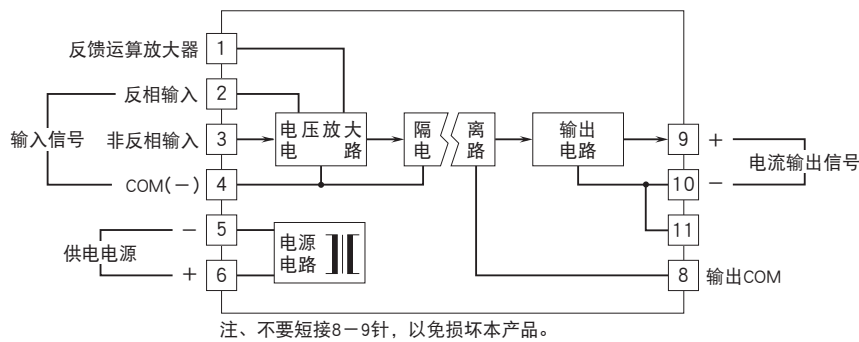 反馈运算放大器 1
反相输入 2
输入信号
非反相输入 3
COM(－) 4
电压放大
电路
隔离
电路
输出
电路
9 ＋
10 －
电流输出信号
11
8 输出COM
－ 5
供电电源
＋ 6
电源
电路
注、不要短接8－9针，以免损坏本产品。